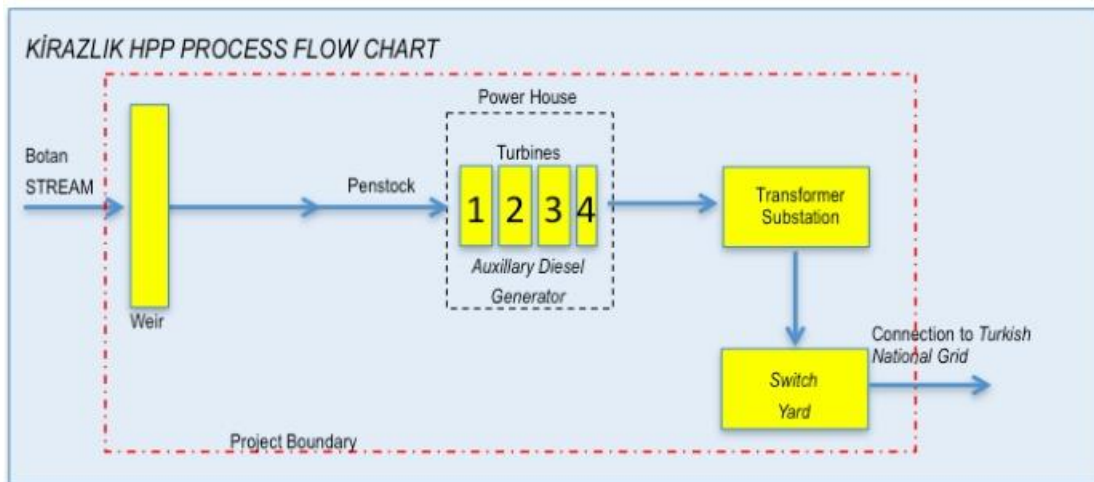 KİRAZLIK HPP PROCESS FLOW CHART
Power House
Botan
STREAM
Penstock
Turbines
1 2 3 4
Auxillary Diesel
Generator
Transformer
Substation
Weir
Connection to Turkish
National Grid
Switch
Yard
Project Boundary